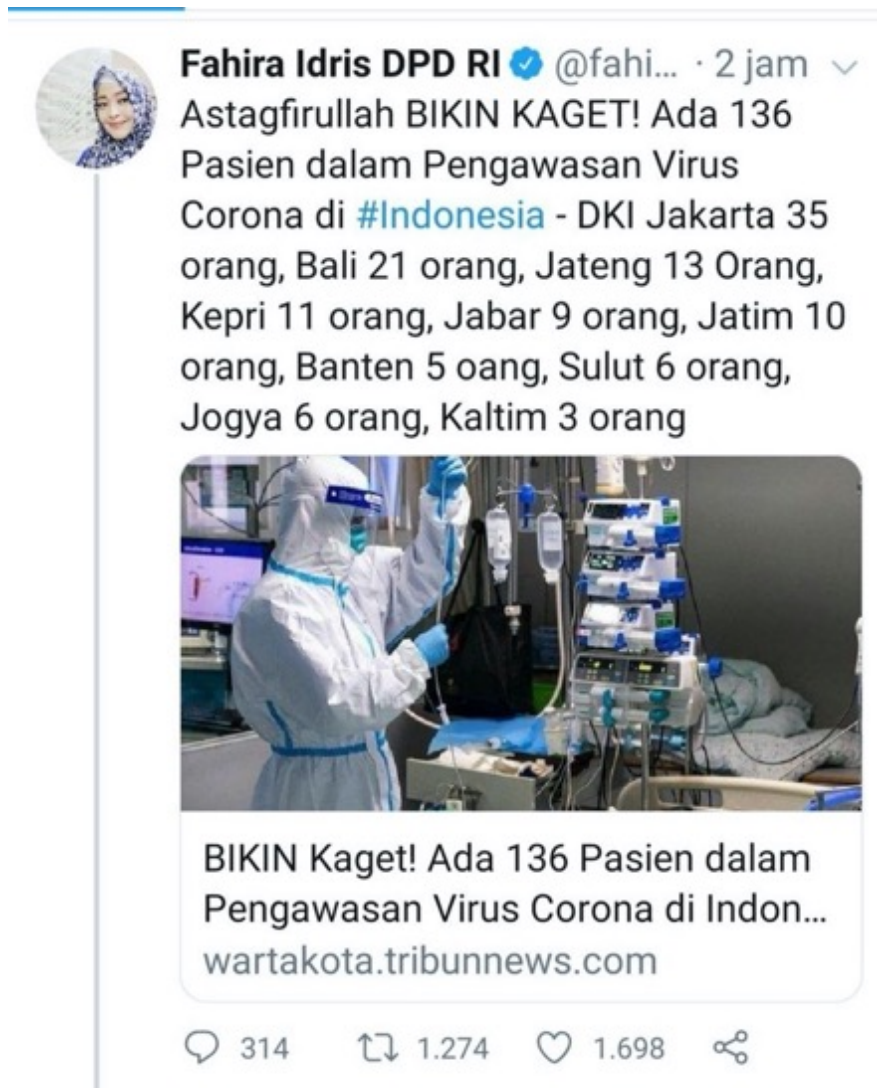 Fahira Idris DPD RI @fahi... · 2 jam
Astagfirullah BIKIN KAGET! Ada 136
Pasien dalam Pengawasan Virus
Corona di #Indonesia - DKI Jakarta 35
orang, Bali 21 orang, Jateng 13 Orang,
Kepri 11 orang, Jabar 9 orang, Jatim 10
orang, Banten 5 oang, Sulut 6 orang,
Jogya 6 orang, Kaltim 3 orang
BIKIN Kaget! Ada 136 Pasien dalam
Pengawasan Virus Corona di Indon...
wartakota.tribunnews.com
314 1.274 1.698